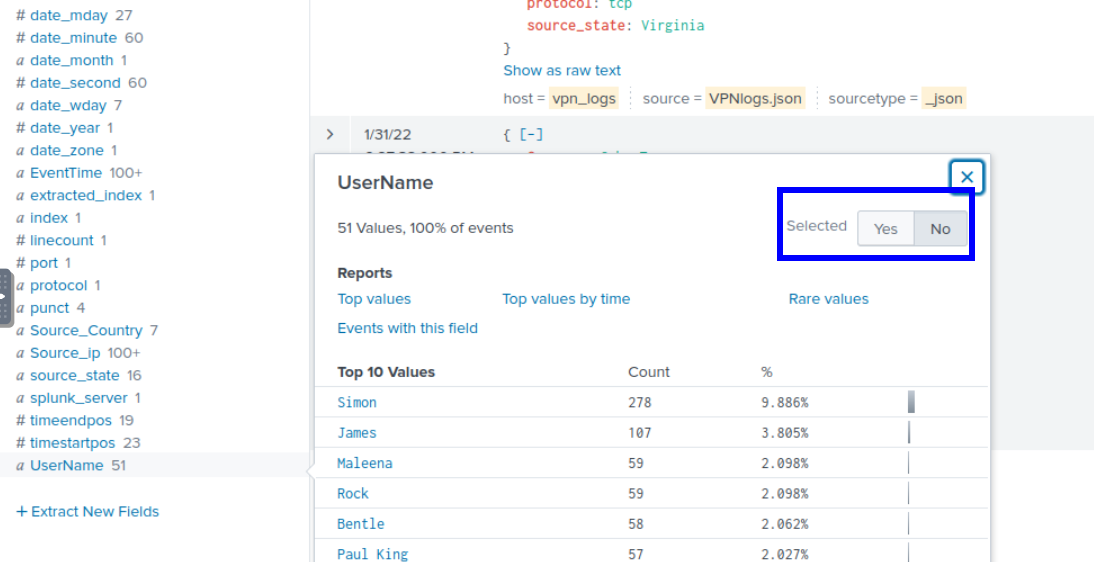 # date_mday 27
# date_minute 60
a date_month 1
# date_second 60
a date_wday 7
# date_year 1
a date_zone 1
a EventTime 100+
a extracted_index 1
a index 1
# linecount 1
# port 1
a protocol 1
a punct 4
a Source_Country 7
a Source_ip 100+
a source_state 16
a splunk_server 1
# timeendpos 19
# timestartpos 23
a UserName 51
+ Extract New Fields
protocol: tcp
source_state: Virginia
}
Show as raw text
host = vpn_logs source = VPNlogs.json sourcetype = _json
> 1/31/22 { [-]
UserName
51 Values, 100% of events
Selected Yes No
Reports
Top values Top values by time Rare values
Events with this field
Top 10 Values Count %
Simon 278 9.886%
James 107 3.805%
Maleena 59 2.098%
Rock 59 2.098%
Bentle 58 2.062%
Paul King 57 2.027%